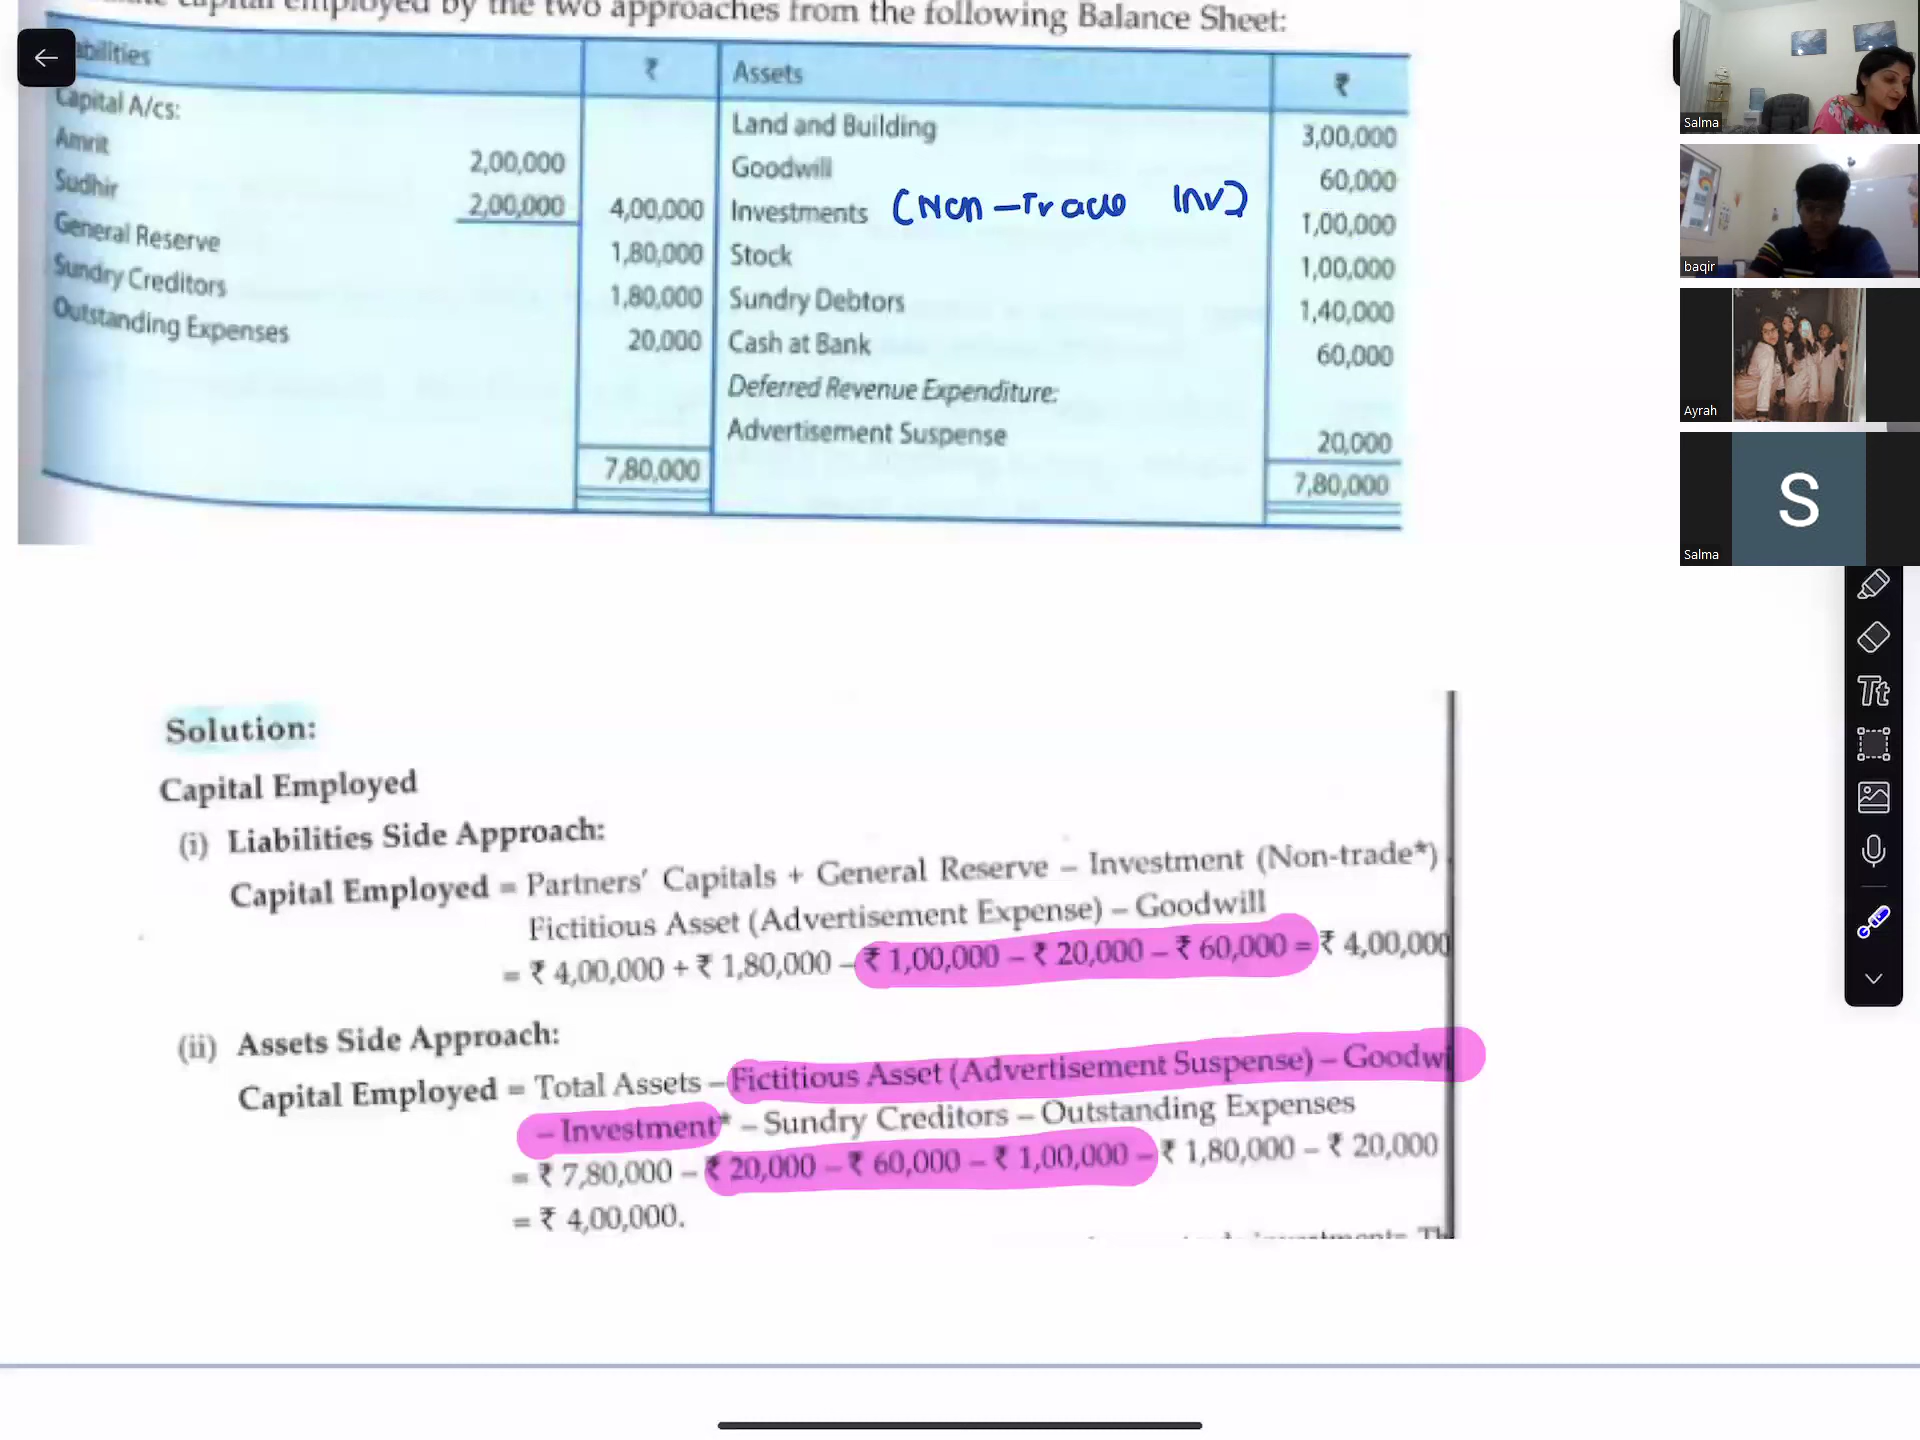 capital employed by the two approaches from the following Balance Sheet:
abilities ₹ Assets ₹
Capital A/cs: Land and Building 3,00,000
Amrit 2,00,000 Goodwill 60,000
Sudhir 2,00,000 4,00,000 Investments (Non-Trade Inv) 1,00,000
General Reserve 1,80,000 Stock 1,00,000
Sundry Creditors 1,80,000 Sundry Debtors 1,40,000
Outstanding Expenses 20,000 Cash at Bank 60,000
Deferred Revenue Expenditure:
Advertisement Suspense 20,000
7,80,000 7,80,000
Solution:
Capital Employed
(i) Liabilities Side Approach:
Capital Employed = Partners' Capitals + General Reserve – Investment (Non-trade*)
Fictitious Asset (Advertisement Expense) – Goodwill
= ₹ 4,00,000 + ₹ 1,80,000 – ₹ 1,00,000 – ₹ 20,000 – ₹ 60,000 = ₹ 4,00,000
(ii) Assets Side Approach:
Capital Employed = Total Assets – Fictitious Asset (Advertisement Suspense) – Goodwi
– Investment* – Sundry Creditors – Outstanding Expenses
= ₹ 7,80,000 – ₹ 20,000 – ₹ 60,000 – ₹ 1,00,000 – ₹ 1,80,000 – ₹ 20,000
= ₹ 4,00,000.
Salma
baqir
Ayrah
S
Salma
Tt